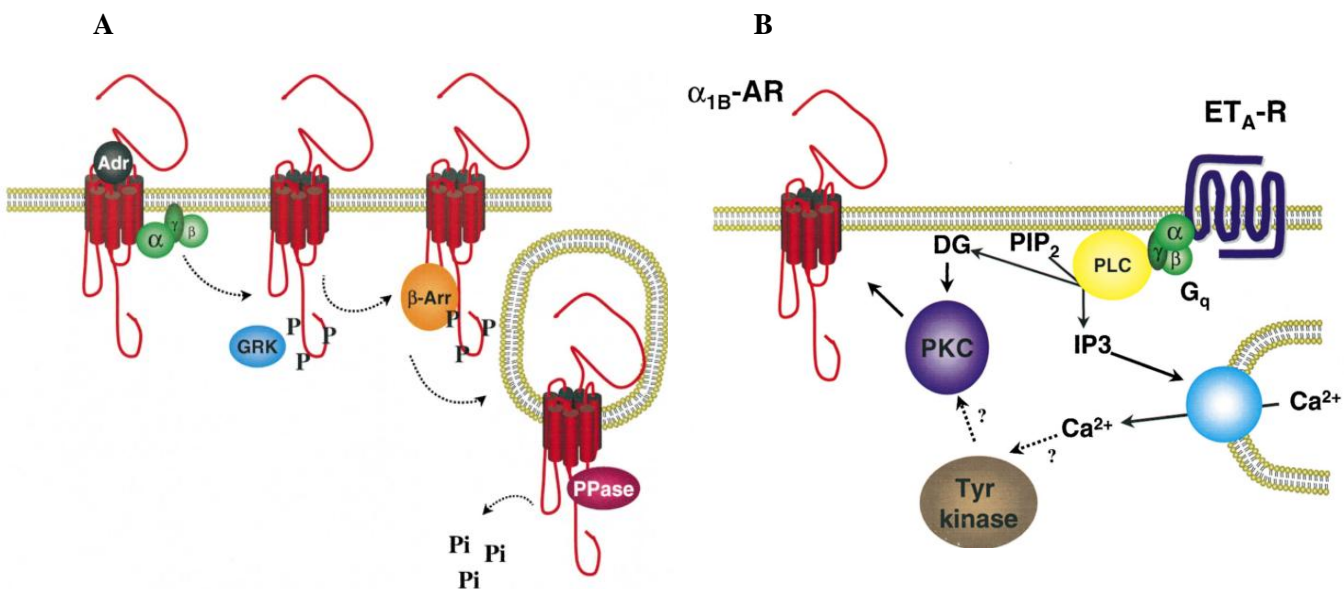 A
B
Adr
α
γ
β
GRK
P
P
P
β-Arr
P
P
P
PPase
Pi
Pi
Pi
α1B-AR
ETA-R
DG
PIP2
PLC
α
γ
β
Gq
PKC
IP3
Ca2+
Ca2+
?
?
Tyr
kinase